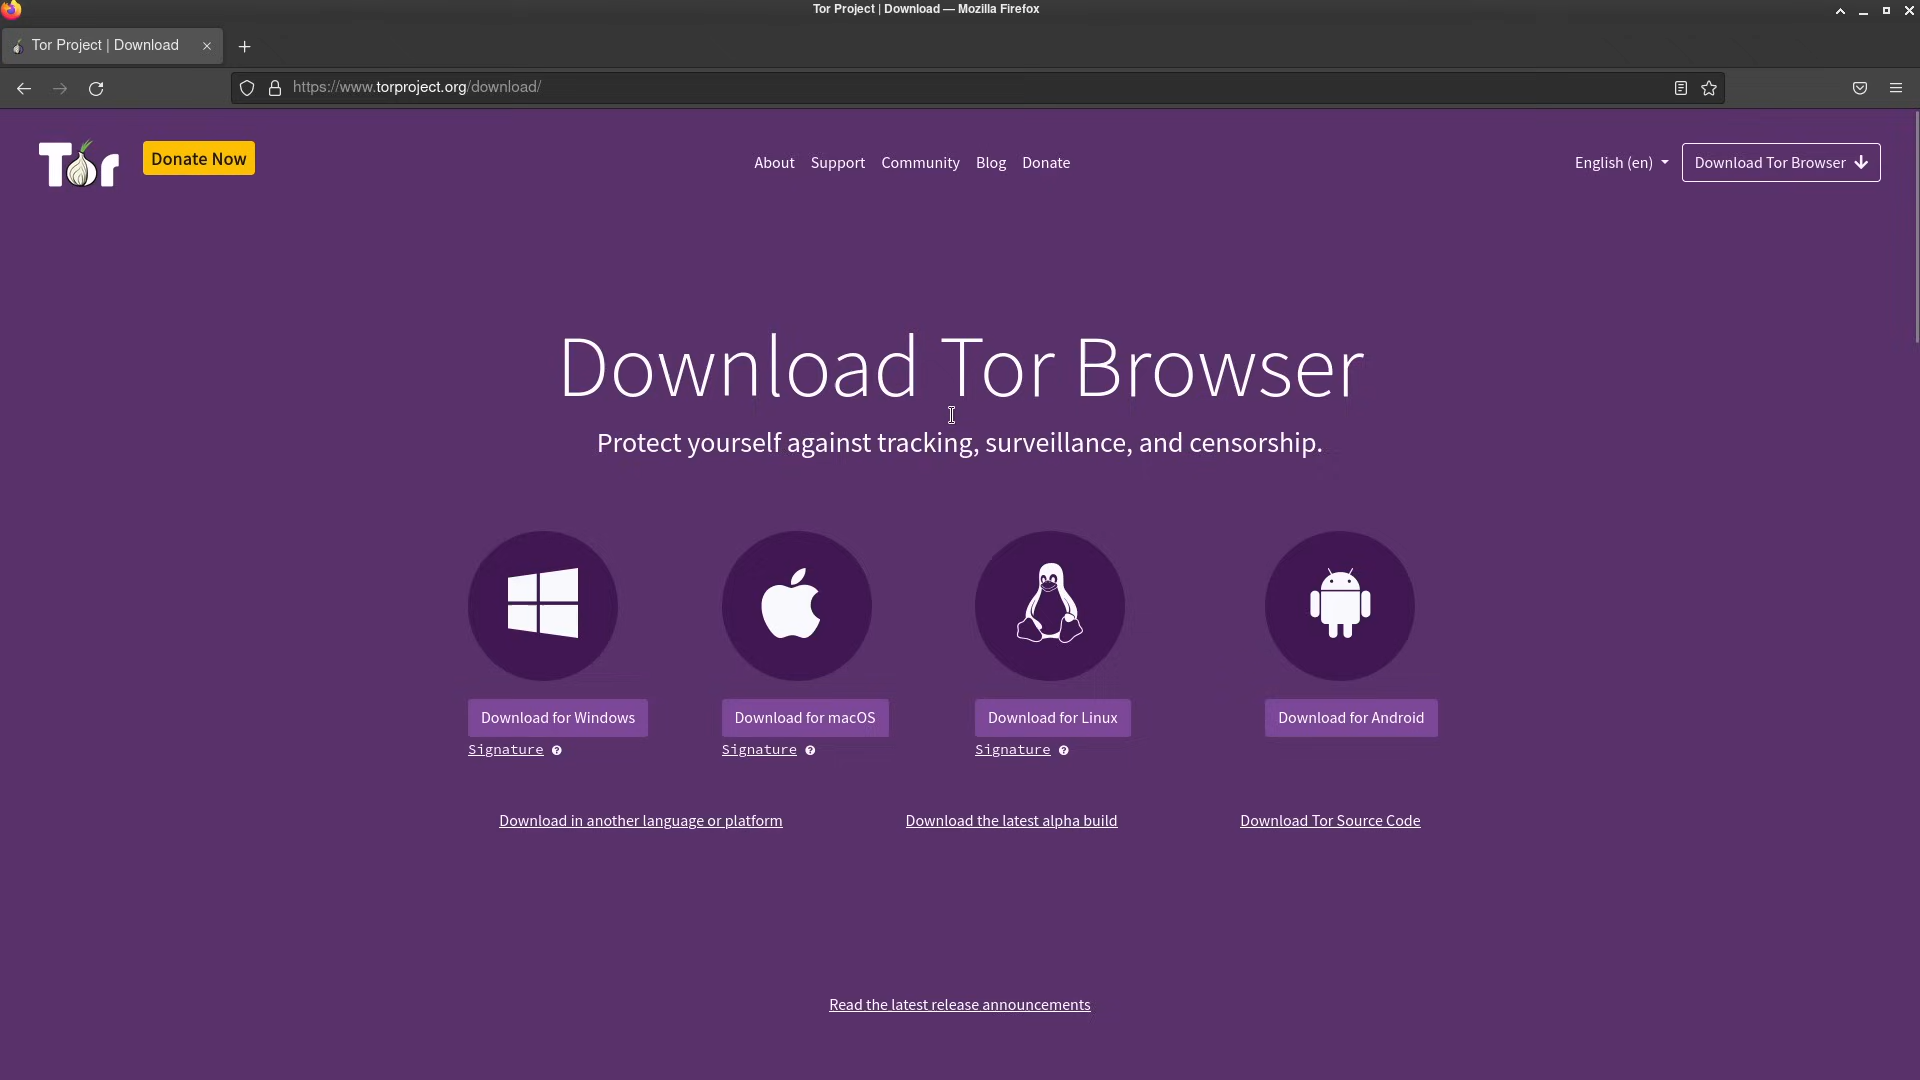 Tor Project | Download — Mozilla Firefox
Tor Project | Download
https://www.torproject.org/download/
Tor
Donate Now
About Support Community Blog Donate
English (en)
Download Tor Browser
Download Tor Browser
Protect yourself against tracking, surveillance, and censorship.
Download for Windows
Download for macOS
Download for Linux
Download for Android
Signature ?
Signature ?
Signature ?
Download in another language or platform
Download the latest alpha build
Download Tor Source Code
Read the latest release announcements